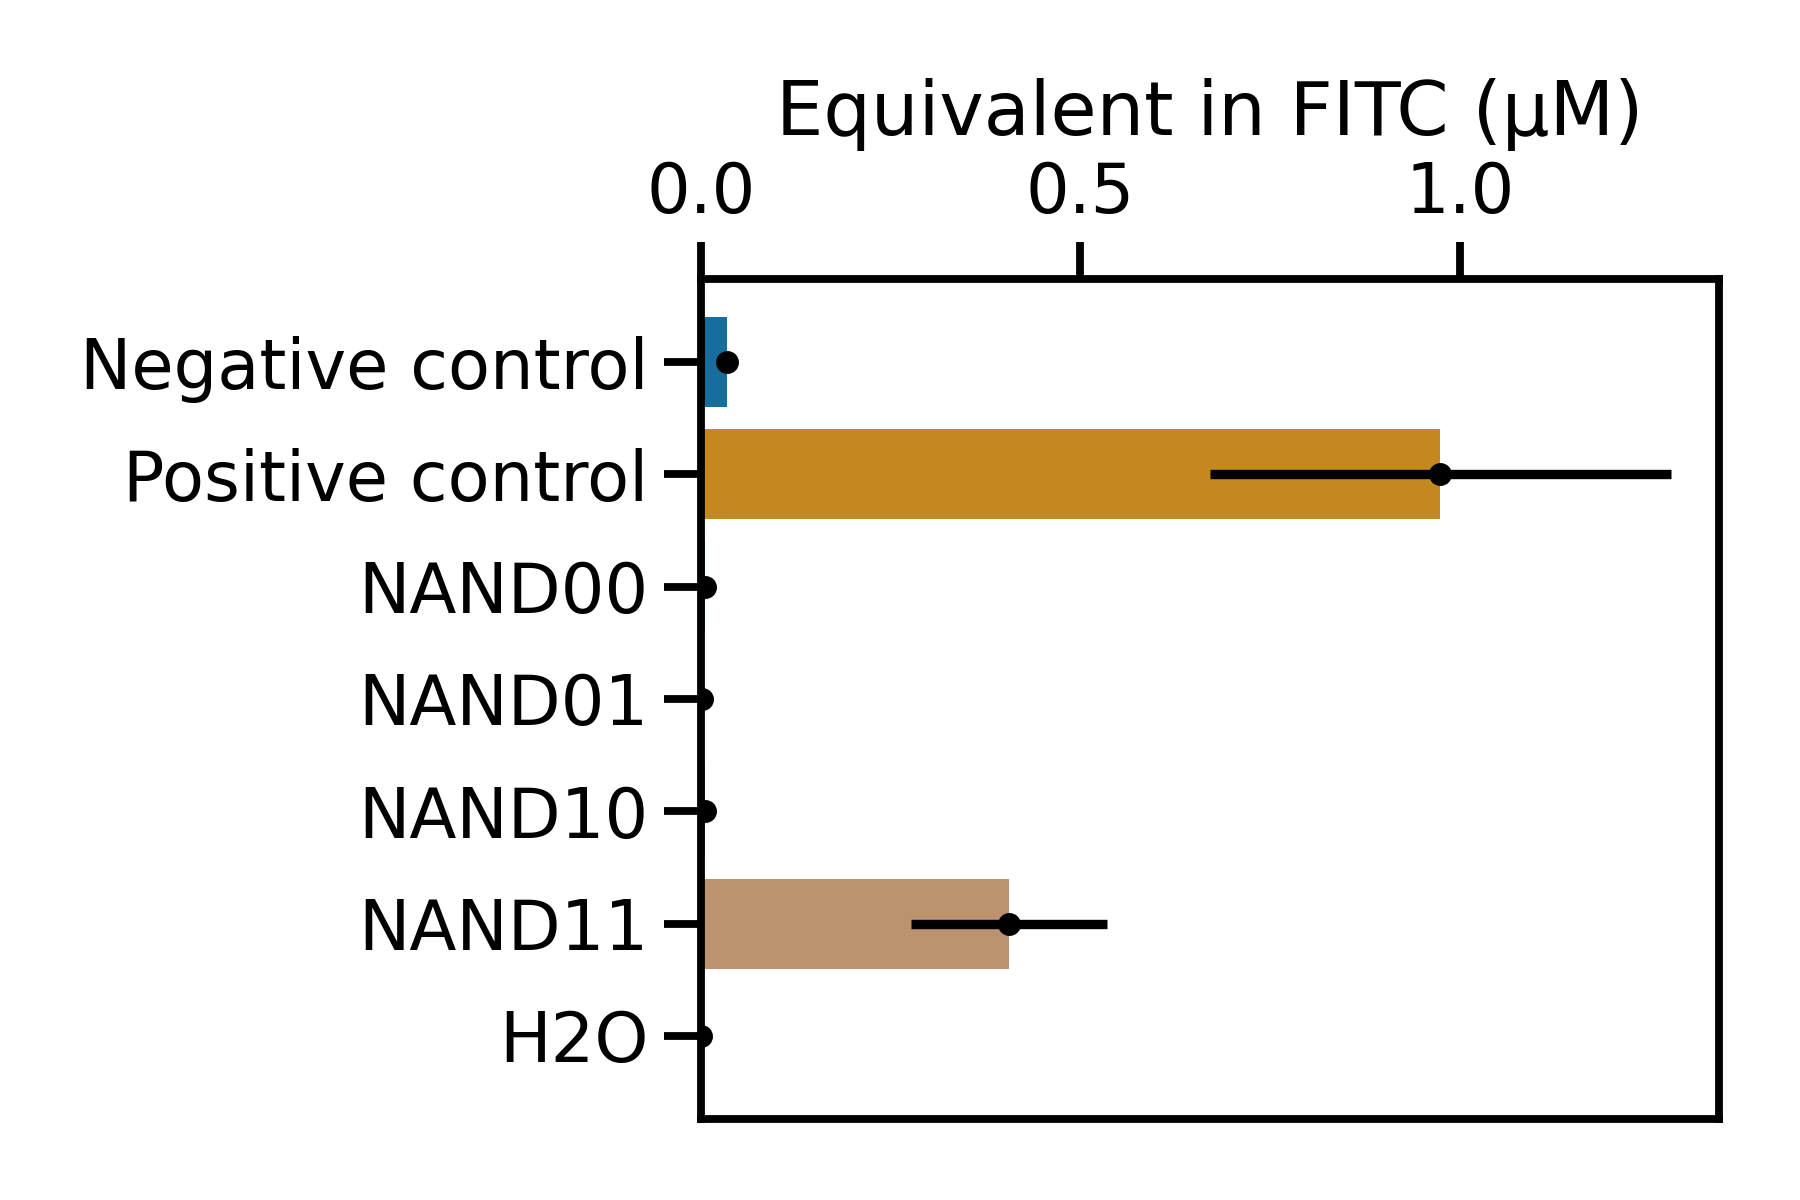 Equivalent in FITC (µM)
0.0 0.5 1.0
Negative control
Positive control
NAND00
NAND01
NAND10
NAND11
H2O